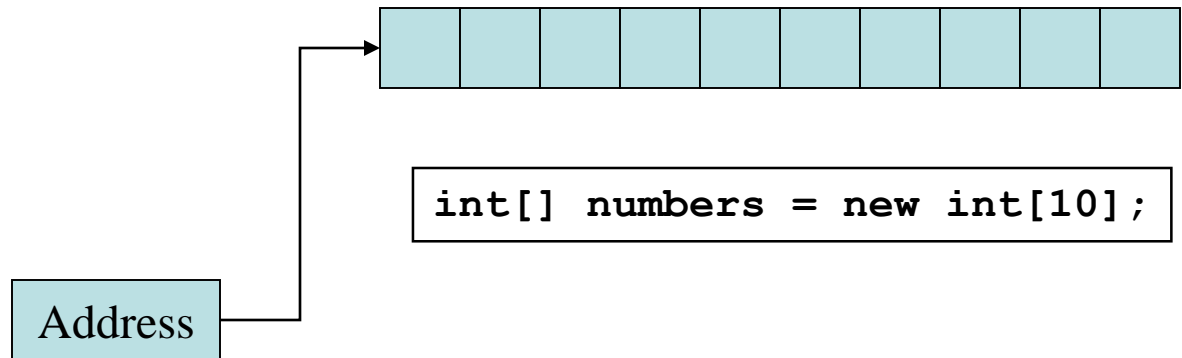 int[] numbers = new int[10];
Address